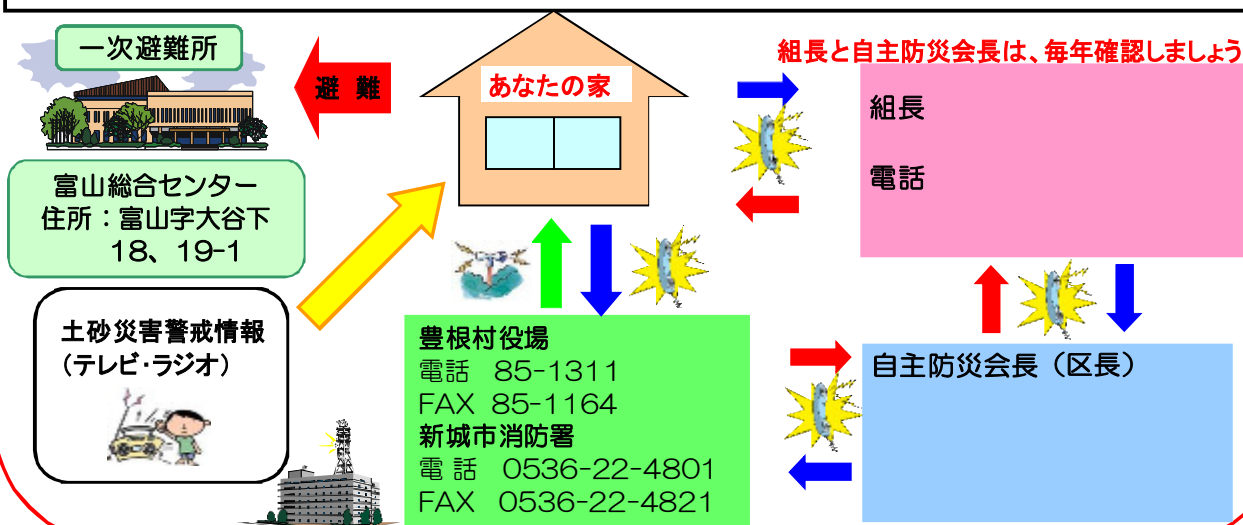 一次避難所
避 難
あなたの家
組長と自主防災会長は、毎年確認しましょう
組長
電話
富山総合センター
住所：富山字大谷下
18、19-1
土砂災害警戒情報
（テレビ・ラジオ）
豊根村役場
電話 85-1311
FAX 85-1164
新城市消防署
電 話 0536-22-4801
FAX 0536-22-4821
自主防災会長（区長）